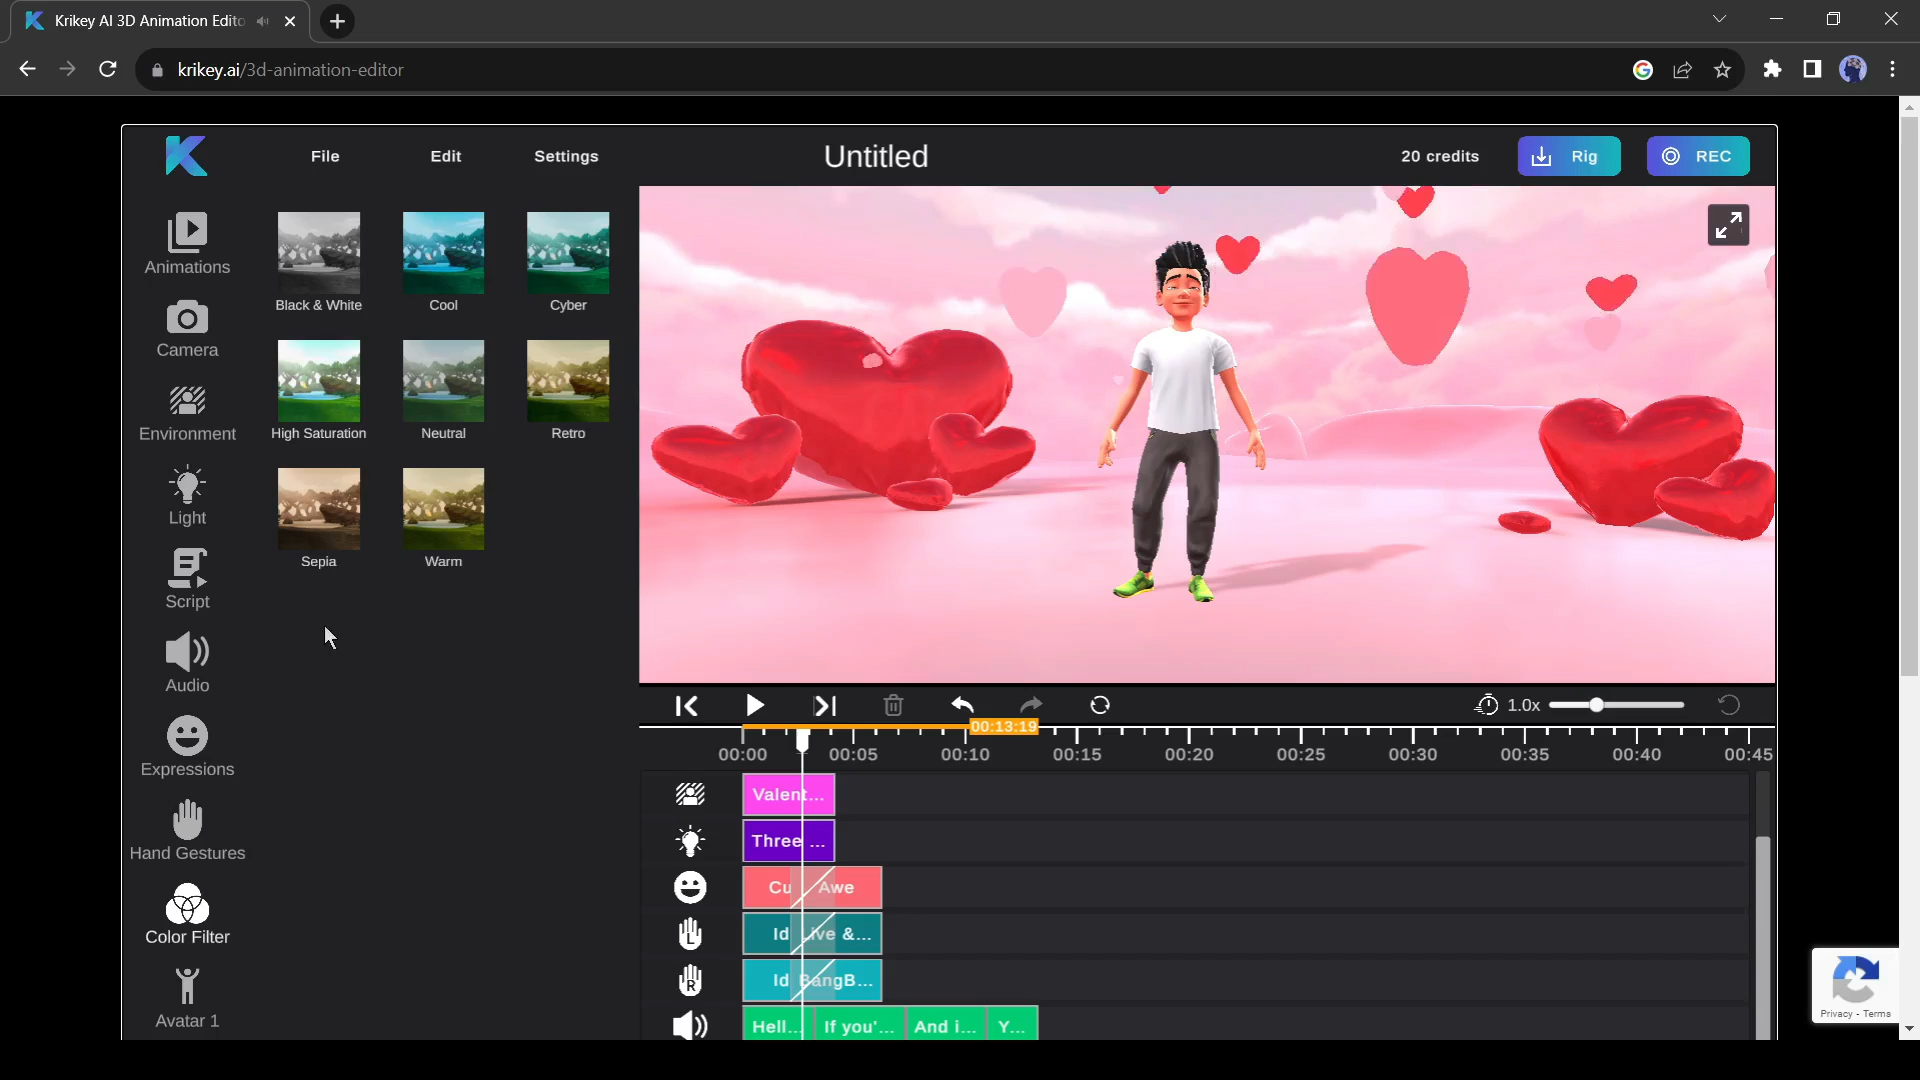 Krikey AI 3D Animation Edito
krikey.ai/3d-animation-editor
File
Edit
Settings
Untitled
20 credits
Rig
REC
Animations
Camera
Environment
Light
Script
Audio
Expressions
Hand Gestures
Color Filter
Avatar 1
Black & White
Cool
Cyber
High Saturation
Neutral
Retro
Sepia
Warm
1.0x
00:13:19
00:00
00:05
00:10
00:15
00:20
00:25
00:30
00:35
00:40
00:45
Valent...
Three ...
Cu
Awe
L
Id
Live &...
R
Id
BangB...
Hell...
If you'...
And i...
Y...
Privacy - Terms